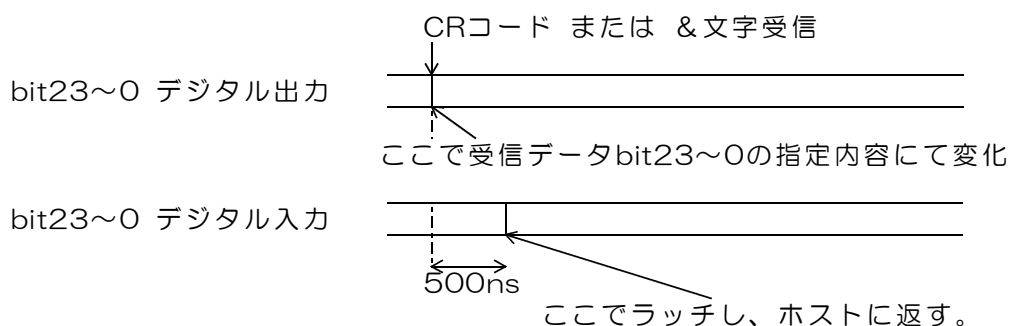 CRコード または &文字受信
bit23～0 デジタル出力
ここで受信データbit23～0の指定内容にて変化
bit23～0 デジタル入力
500ns
ここでラッチし、ホストに返す。